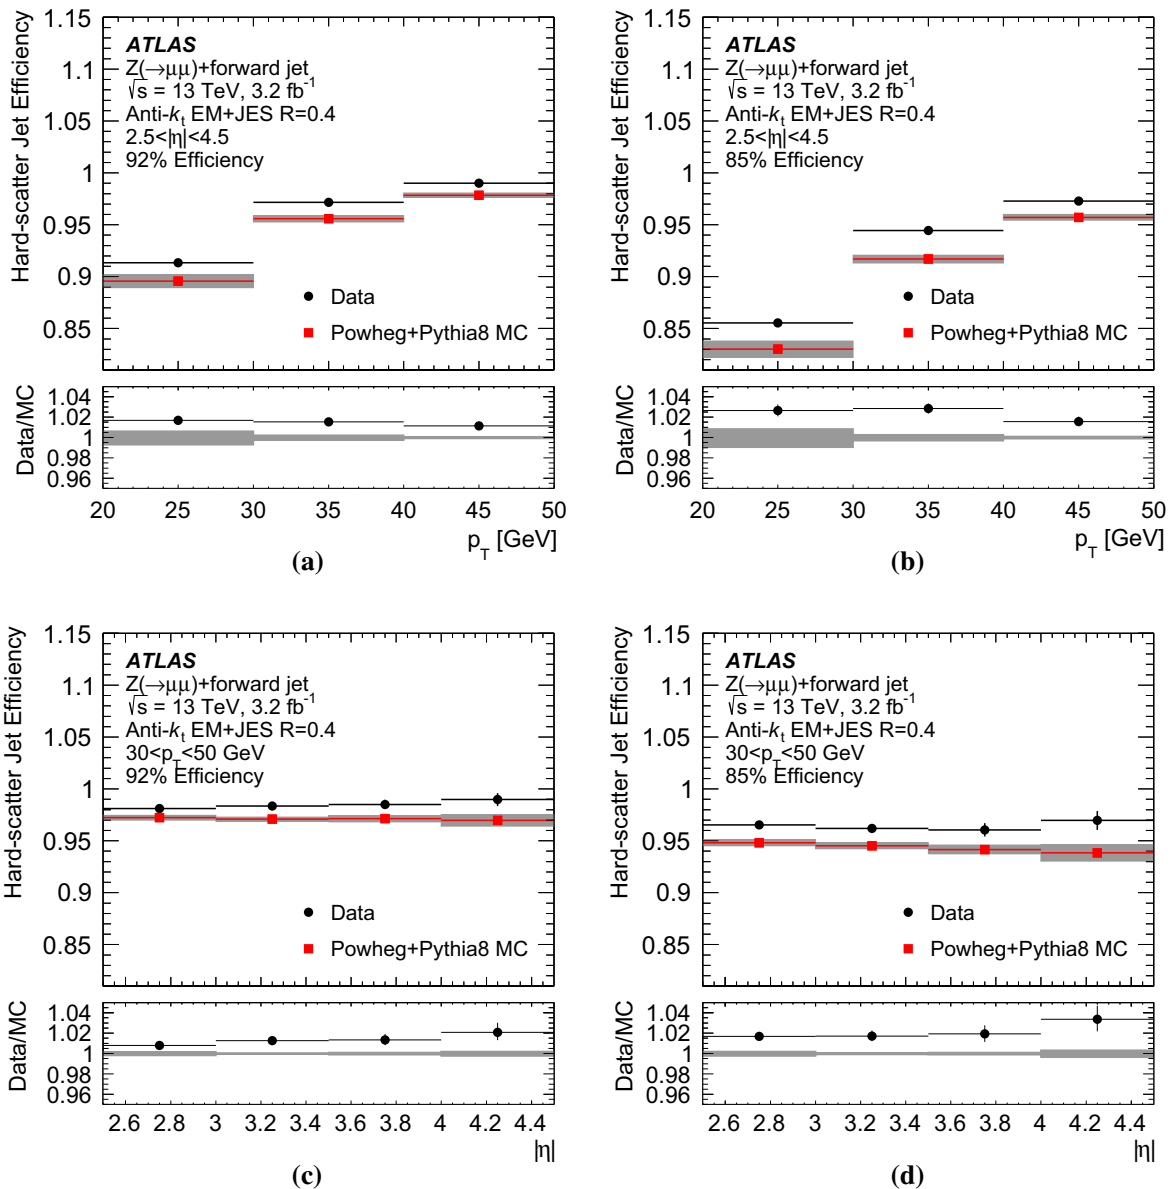 Hard-scatter Jet Efficiency
1.15
1.1
1.05
1
0.95
0.9
0.85
ATLAS
Z(→μμ)+forward jet
√s = 13 TeV, 3.2 fb⁻¹
Anti-kₜ EM+JES R=0.4
2.5<|η|<4.5
92% Efficiency
Data
Powheg+Pythia8 MC
Data/MC
1.04
1.02
1
0.98
0.96
20 25 30 35 40 45 50
p_T [GeV]
(a)
Hard-scatter Jet Efficiency
1.15
1.1
1.05
1
0.95
0.9
0.85
ATLAS
Z(→μμ)+forward jet
√s = 13 TeV, 3.2 fb⁻¹
Anti-kₜ EM+JES R=0.4
2.5<|η|<4.5
85% Efficiency
Data
Powheg+Pythia8 MC
Data/MC
1.04
1.02
1
0.98
0.96
20 25 30 35 40 45 50
p_T [GeV]
(b)
Hard-scatter Jet Efficiency
1.15
1.1
1.05
1
0.95
0.9
0.85
ATLAS
Z(→μμ)+forward jet
√s = 13 TeV, 3.2 fb⁻¹
Anti-kₜ EM+JES R=0.4
30<p_T<50 GeV
92% Efficiency
Data
Powheg+Pythia8 MC
Data/MC
1.04
1.02
1
0.98
0.96
2.6 2.8 3 3.2 3.4 3.6 3.8 4 4.2 4.4
|η|
(c)
Hard-scatter Jet Efficiency
1.15
1.1
1.05
1
0.95
0.9
0.85
ATLAS
Z(→μμ)+forward jet
√s = 13 TeV, 3.2 fb⁻¹
Anti-kₜ EM+JES R=0.4
30<p_T<50 GeV
85% Efficiency
Data
Powheg+Pythia8 MC
Data/MC
1.04
1.02
1
0.98
0.96
2.6 2.8 3 3.2 3.4 3.6 3.8 4 4.2 4.4
|η|
(d)